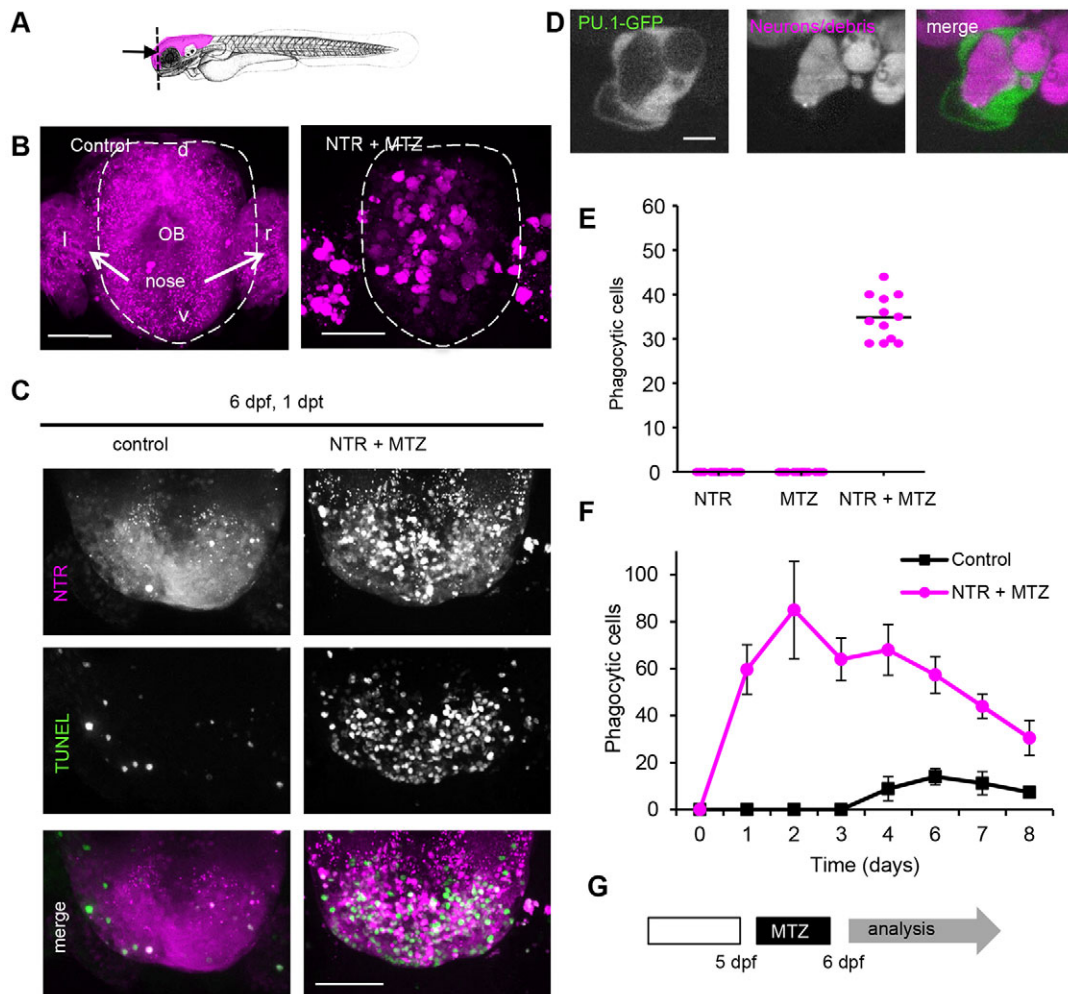 A
B
Control
d
l
OB
r
nose
v
NTR + MTZ
C
6 dpf, 1 dpt
control
NTR + MTZ
NTR
TUNEL
merge
D
PU.1-GFP
Neurons/debris
merge
E
Phagocytic cells
60
50
40
30
20
10
0
NTR
MTZ
NTR + MTZ
F
Phagocytic cells
100
80
60
40
20
0
Control
NTR + MTZ
0 1 2 3 4 6 7 8
Time (days)
G
MTZ
analysis
5 dpf
6 dpf